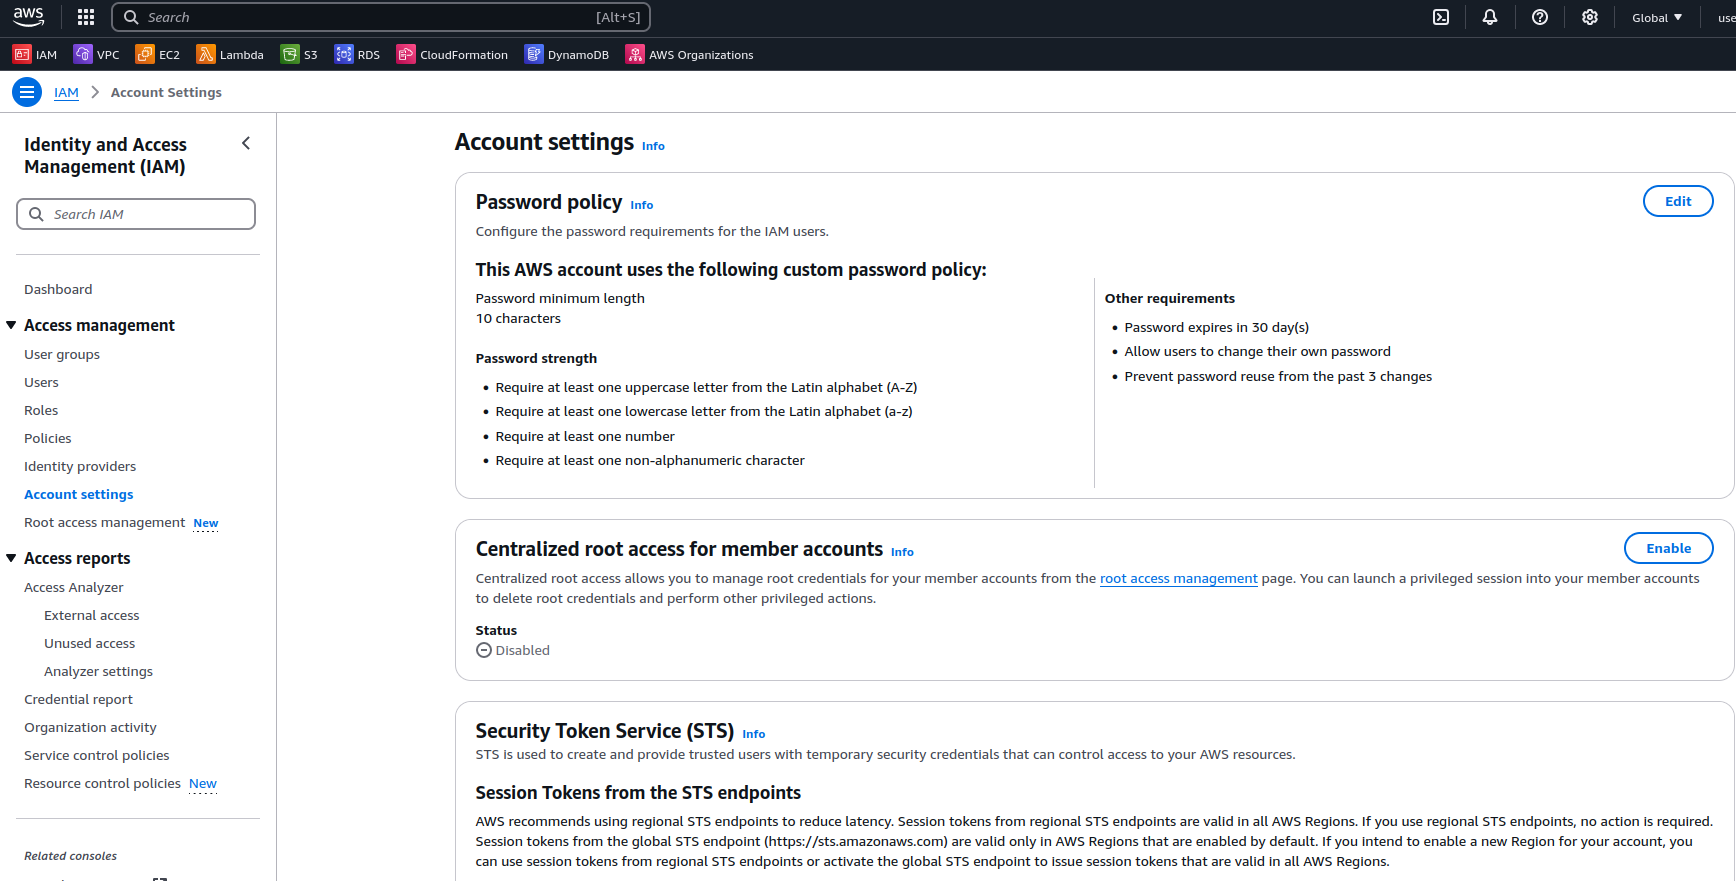 aws
Search [Alt+S]
Global
use
IAM VPC EC2 Lambda S3 RDS CloudFormation DynamoDB AWS Organizations
IAM > Account Settings
Identity and Access
Management (IAM)
Search IAM
Dashboard
Access management
User groups
Users
Roles
Policies
Identity providers
Account settings
Root access management New
Access reports
Access Analyzer
External access
Unused access
Analyzer settings
Credential report
Organization activity
Service control policies
Resource control policies New
Related consoles
Account settings Info
Password policy Info
Edit
Configure the password requirements for the IAM users.
This AWS account uses the following custom password policy:
Password minimum length
10 characters
Password strength
• Require at least one uppercase letter from the Latin alphabet (A-Z)
• Require at least one lowercase letter from the Latin alphabet (a-z)
• Require at least one number
• Require at least one non-alphanumeric character
Other requirements
• Password expires in 30 day(s)
• Allow users to change their own password
• Prevent password reuse from the past 3 changes
Centralized root access for member accounts Info
Enable
Centralized root access allows you to manage root credentials for your member accounts from the root access management page. You can launch a privileged session into your member accounts
to delete root credentials and perform other privileged actions.
Status
Disabled
Security Token Service (STS) Info
STS is used to create and provide trusted users with temporary security credentials that can control access to your AWS resources.
Session Tokens from the STS endpoints
AWS recommends using regional STS endpoints to reduce latency. Session tokens from regional STS endpoints are valid in all AWS Regions. If you use regional STS endpoints, no action is required.
Session tokens from the global STS endpoint (https://sts.amazonaws.com) are valid only in AWS Regions that are enabled by default. If you intend to enable a new Region for your account, you
can use session tokens from regional STS endpoints or activate the global STS endpoint to issue session tokens that are valid in all AWS Regions.